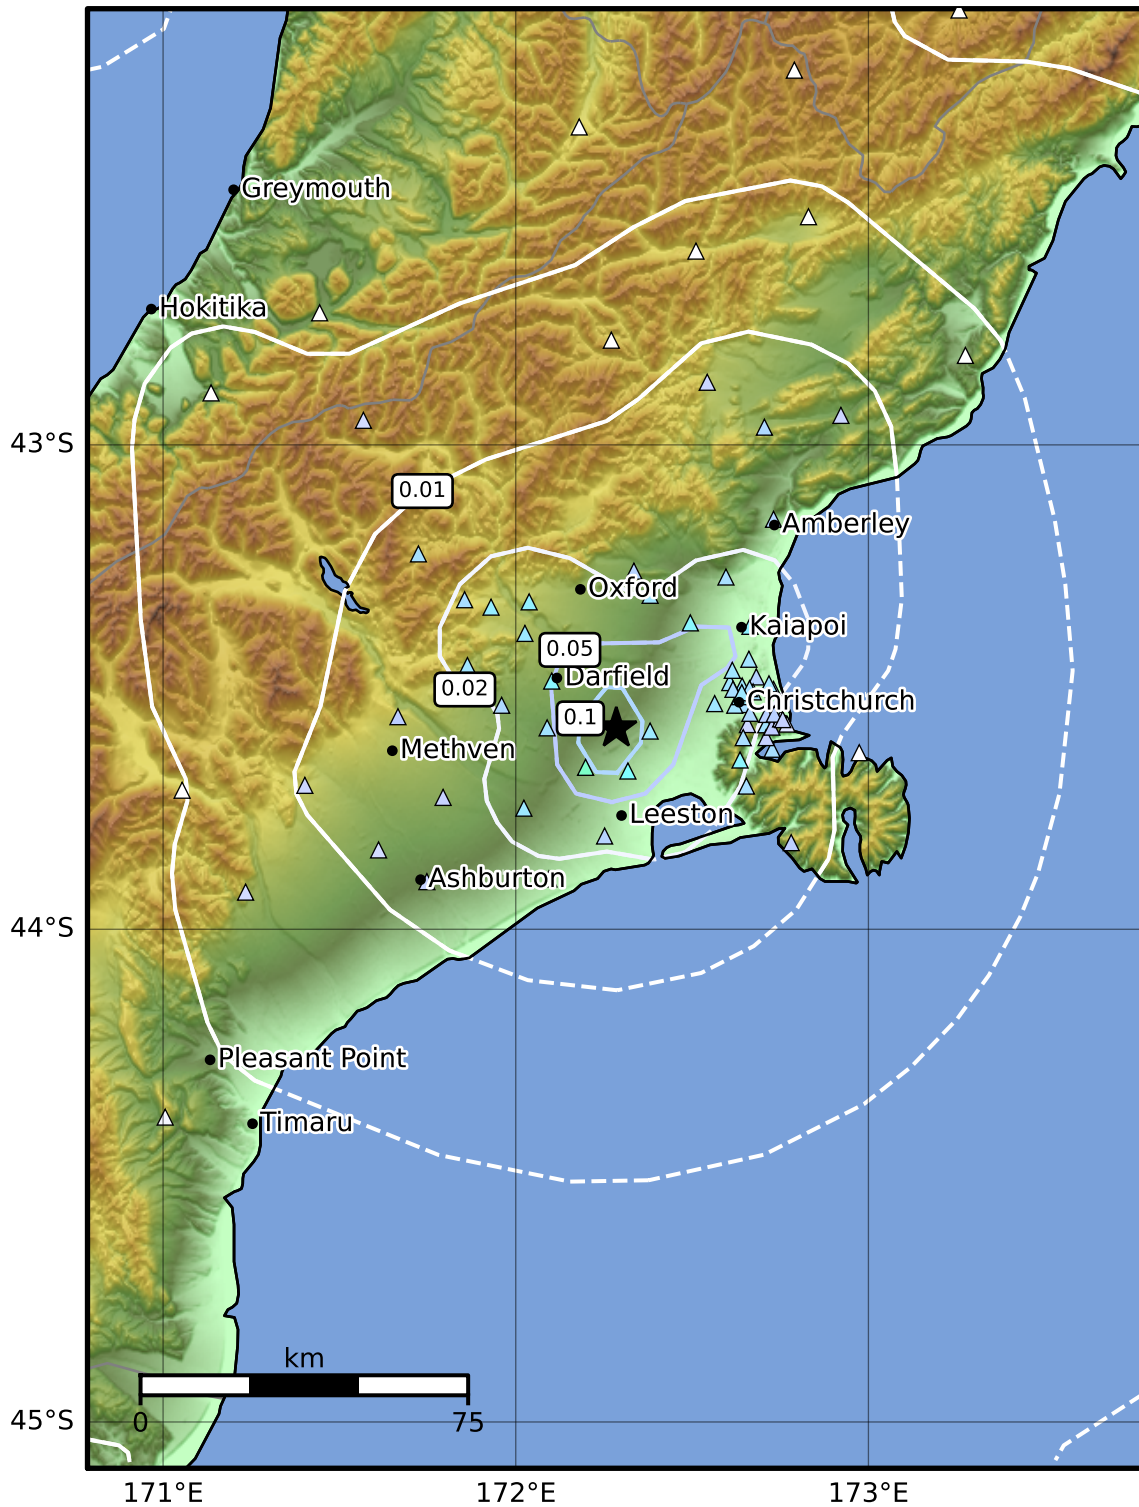 Greymouth
Hokitika
43°S
0.01
Amberley
Oxford
Kaiapoi
0.05
Darfield
0.02
Christchurch
0.1
Methven
Leeston
Ashburton
44°S
Pleasant Point
Timaru
km
0
75
45°S
171°E
172°E
173°E